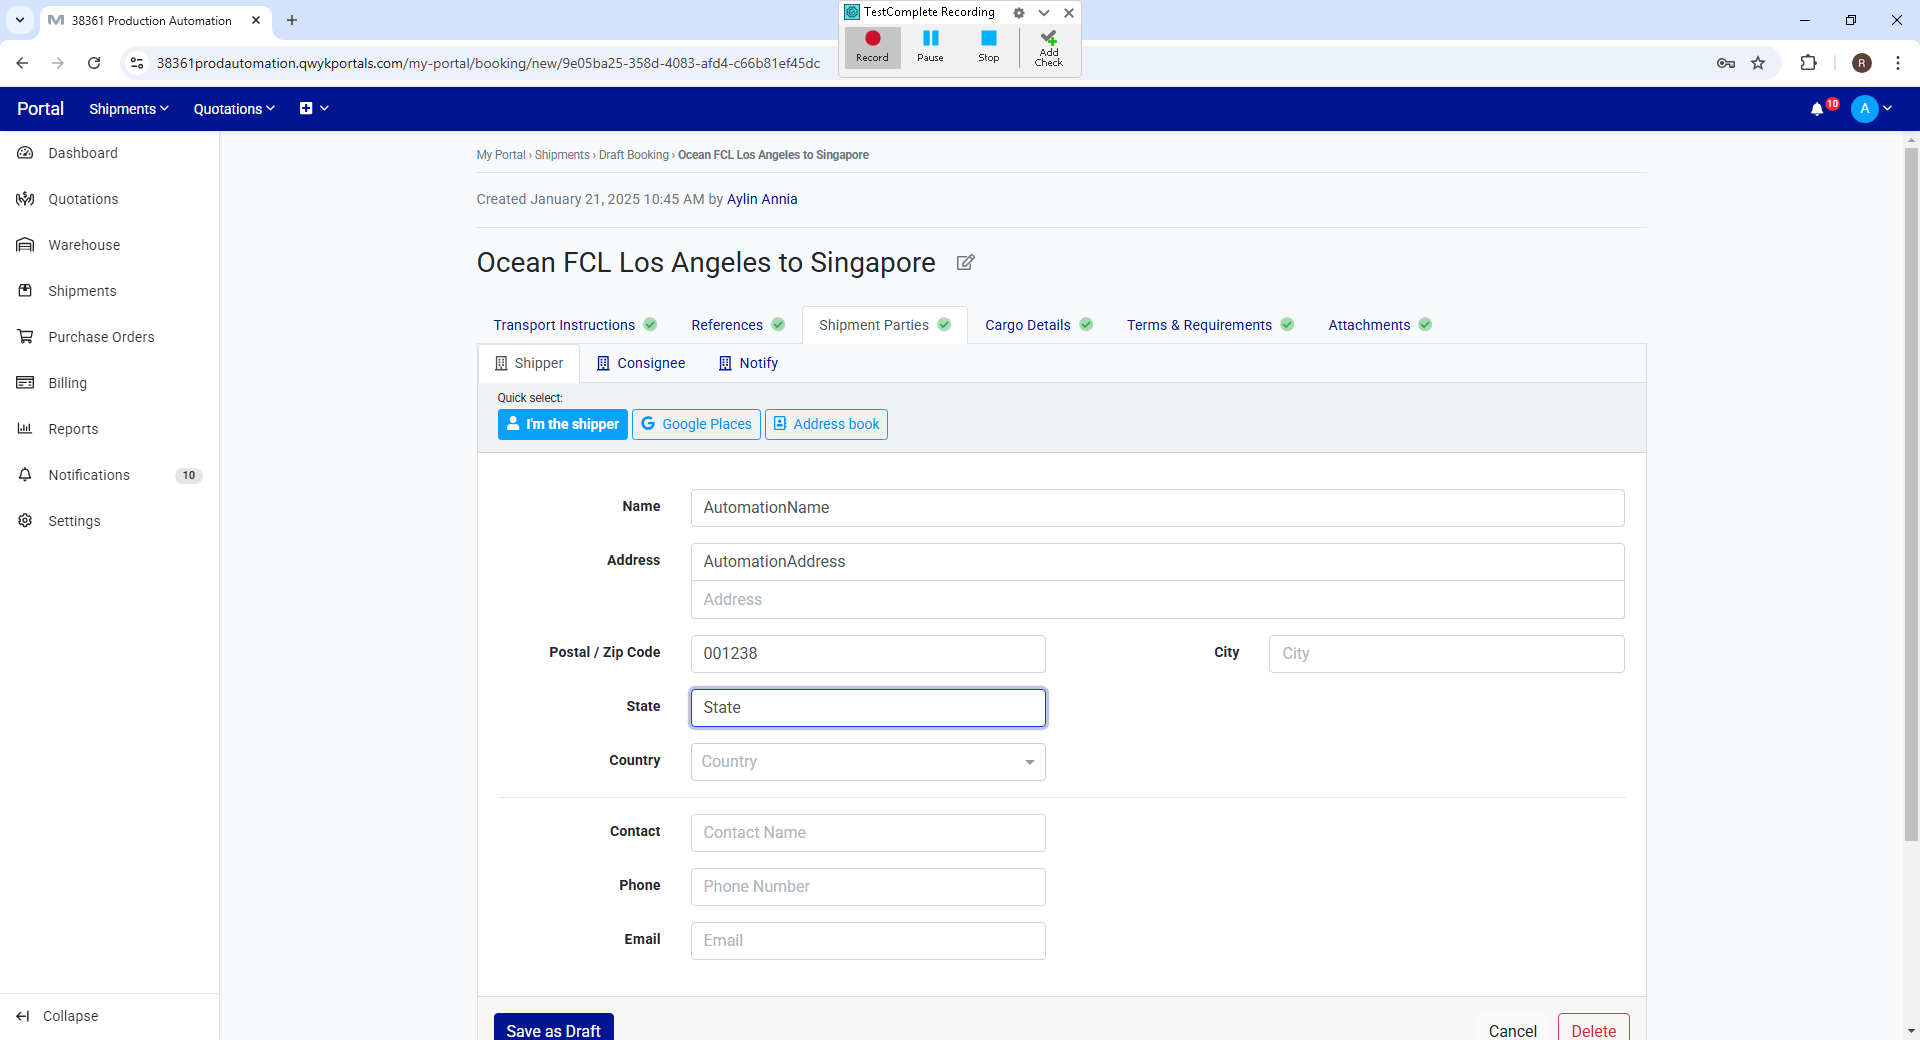 38361 Production Automation
TestComplete Recording
Record
Pause
Stop
Add Check
38361prodautomation.qwykportals.com/my-portal/booking/new/9e05ba25-358d-4083-afd4-c66b81ef45dc
R
Portal
Shipments
Quotations
10
A
Dashboard
Quotations
Warehouse
Shipments
Purchase Orders
Billing
Reports
Notifications 10
Settings
Collapse
My Portal › Shipments › Draft Booking › Ocean FCL Los Angeles to Singapore
Created January 21, 2025 10:45 AM by Aylin Annia
Ocean FCL Los Angeles to Singapore
Transport Instructions References Shipment Parties Cargo Details Terms & Requirements Attachments
Shipper Consignee Notify
Quick select:
I'm the shipper Google Places Address book
Name AutomationName
Address AutomationAddress
Address
Postal / Zip Code 001238 City City
State State
Country Country
Contact Contact Name
Phone Phone Number
Email Email
Save as Draft Cancel Delete